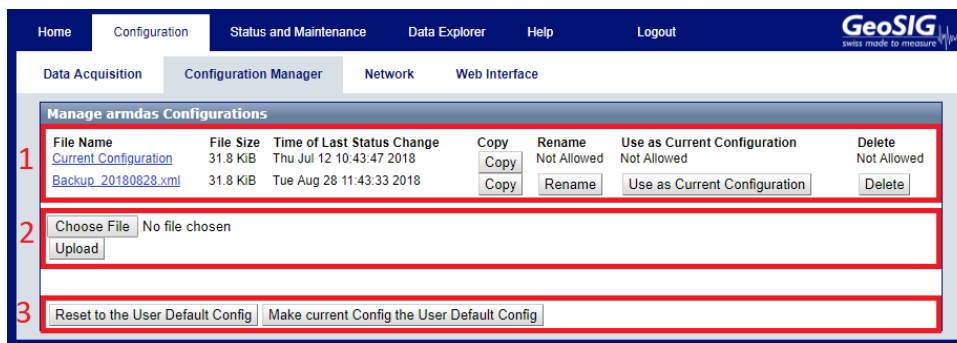 Home Configuration Status and Maintenance Data Explorer Help Logout GeoSIG
swiss made to measure
Data Acquisition Configuration Manager Network Web Interface
Manage armdas Configurations
1
File Name File Size Time of Last Status Change Copy Rename Use as Current Configuration Delete
Current Configuration 31.8 KiB Thu Jul 12 10:43:47 2018 Copy Not Allowed Not Allowed Not Allowed
Backup_20180828.xml 31.8 KiB Tue Aug 28 11:43:33 2018 Copy Rename Use as Current Configuration Delete
2
Choose File No file chosen
Upload
3
Reset to the User Default Config Make current Config the User Default Config